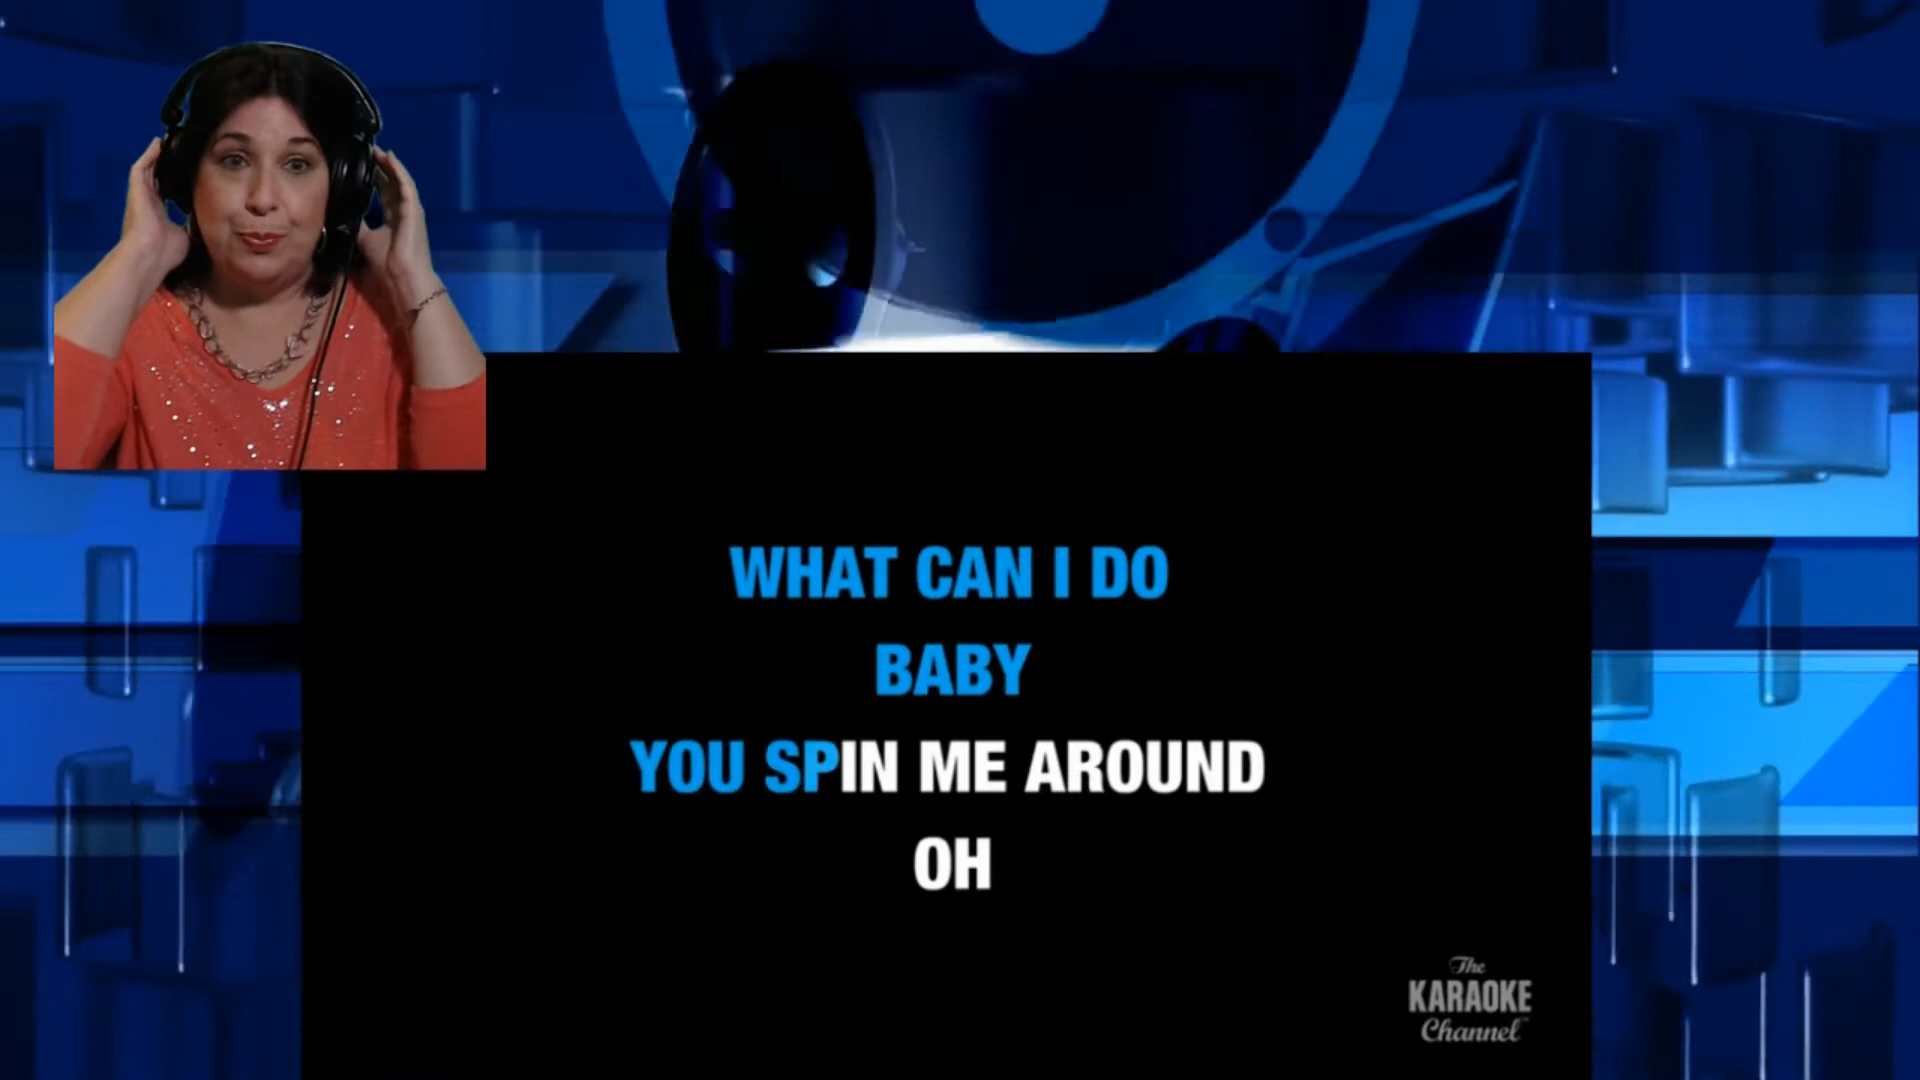 WHAT CAN I DO
BABY
YOU SPIN ME AROUND
OH
The
KARAOKE
Channel